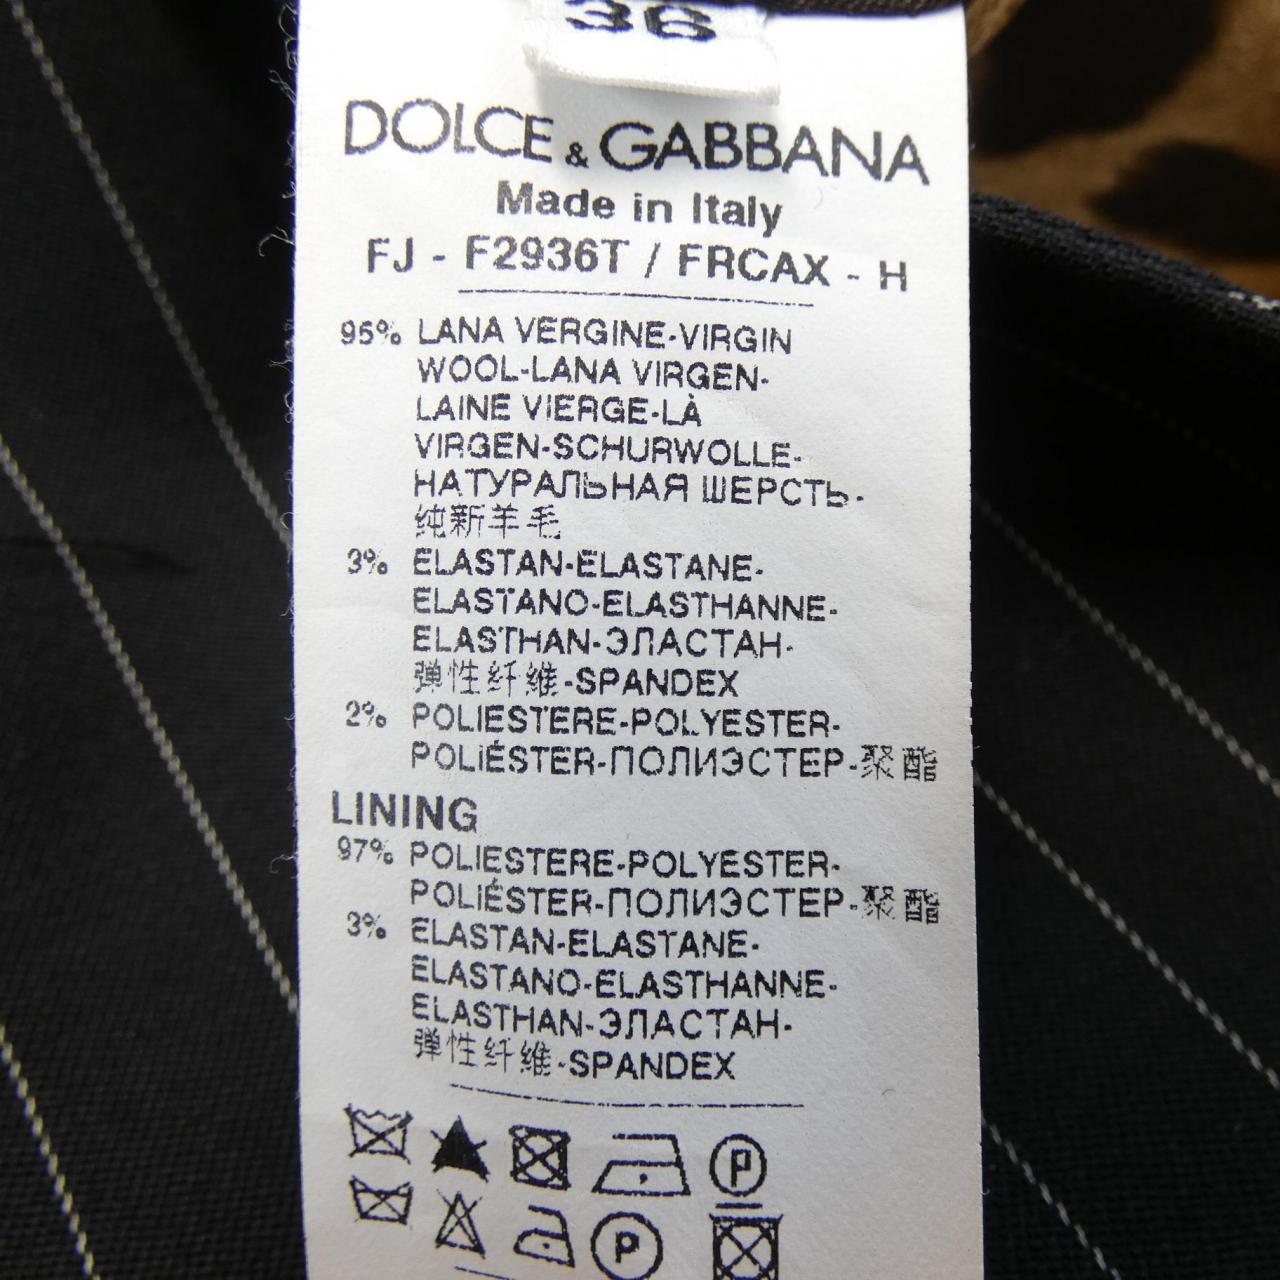 36
DOLCE & GABBANA
Made in Italy
FJ - F2936T / FRCAX - H
95% LANA VERGINE-VIRGIN
WOOL-LANA VIRGEN-
LAINE VIERGE-LÀ
VIRGEN-SCHURWOLLE-
НАТУРАЛЬНАЯ ШЕРСТЬ-
纯新羊毛
3% ELASTAN-ELASTANE-
ELASTANO-ELASTHANNE-
ELASTHAN-ЭЛАСТАН-
弹性纤维-SPANDEX
2% POLIESTERE-POLYESTER-
POLIÉSTER-ПОЛИЭСТЕР-聚酯
LINING
97% POLIESTERE-POLYESTER-
POLIÉSTER-ПОЛИЭСТЕР-聚酯
3% ELASTAN-ELASTANE-
ELASTANO-ELASTHANNE-
ELASTHAN-ЭЛАСТАН-
弹性纤维-SPANDEX
P
P